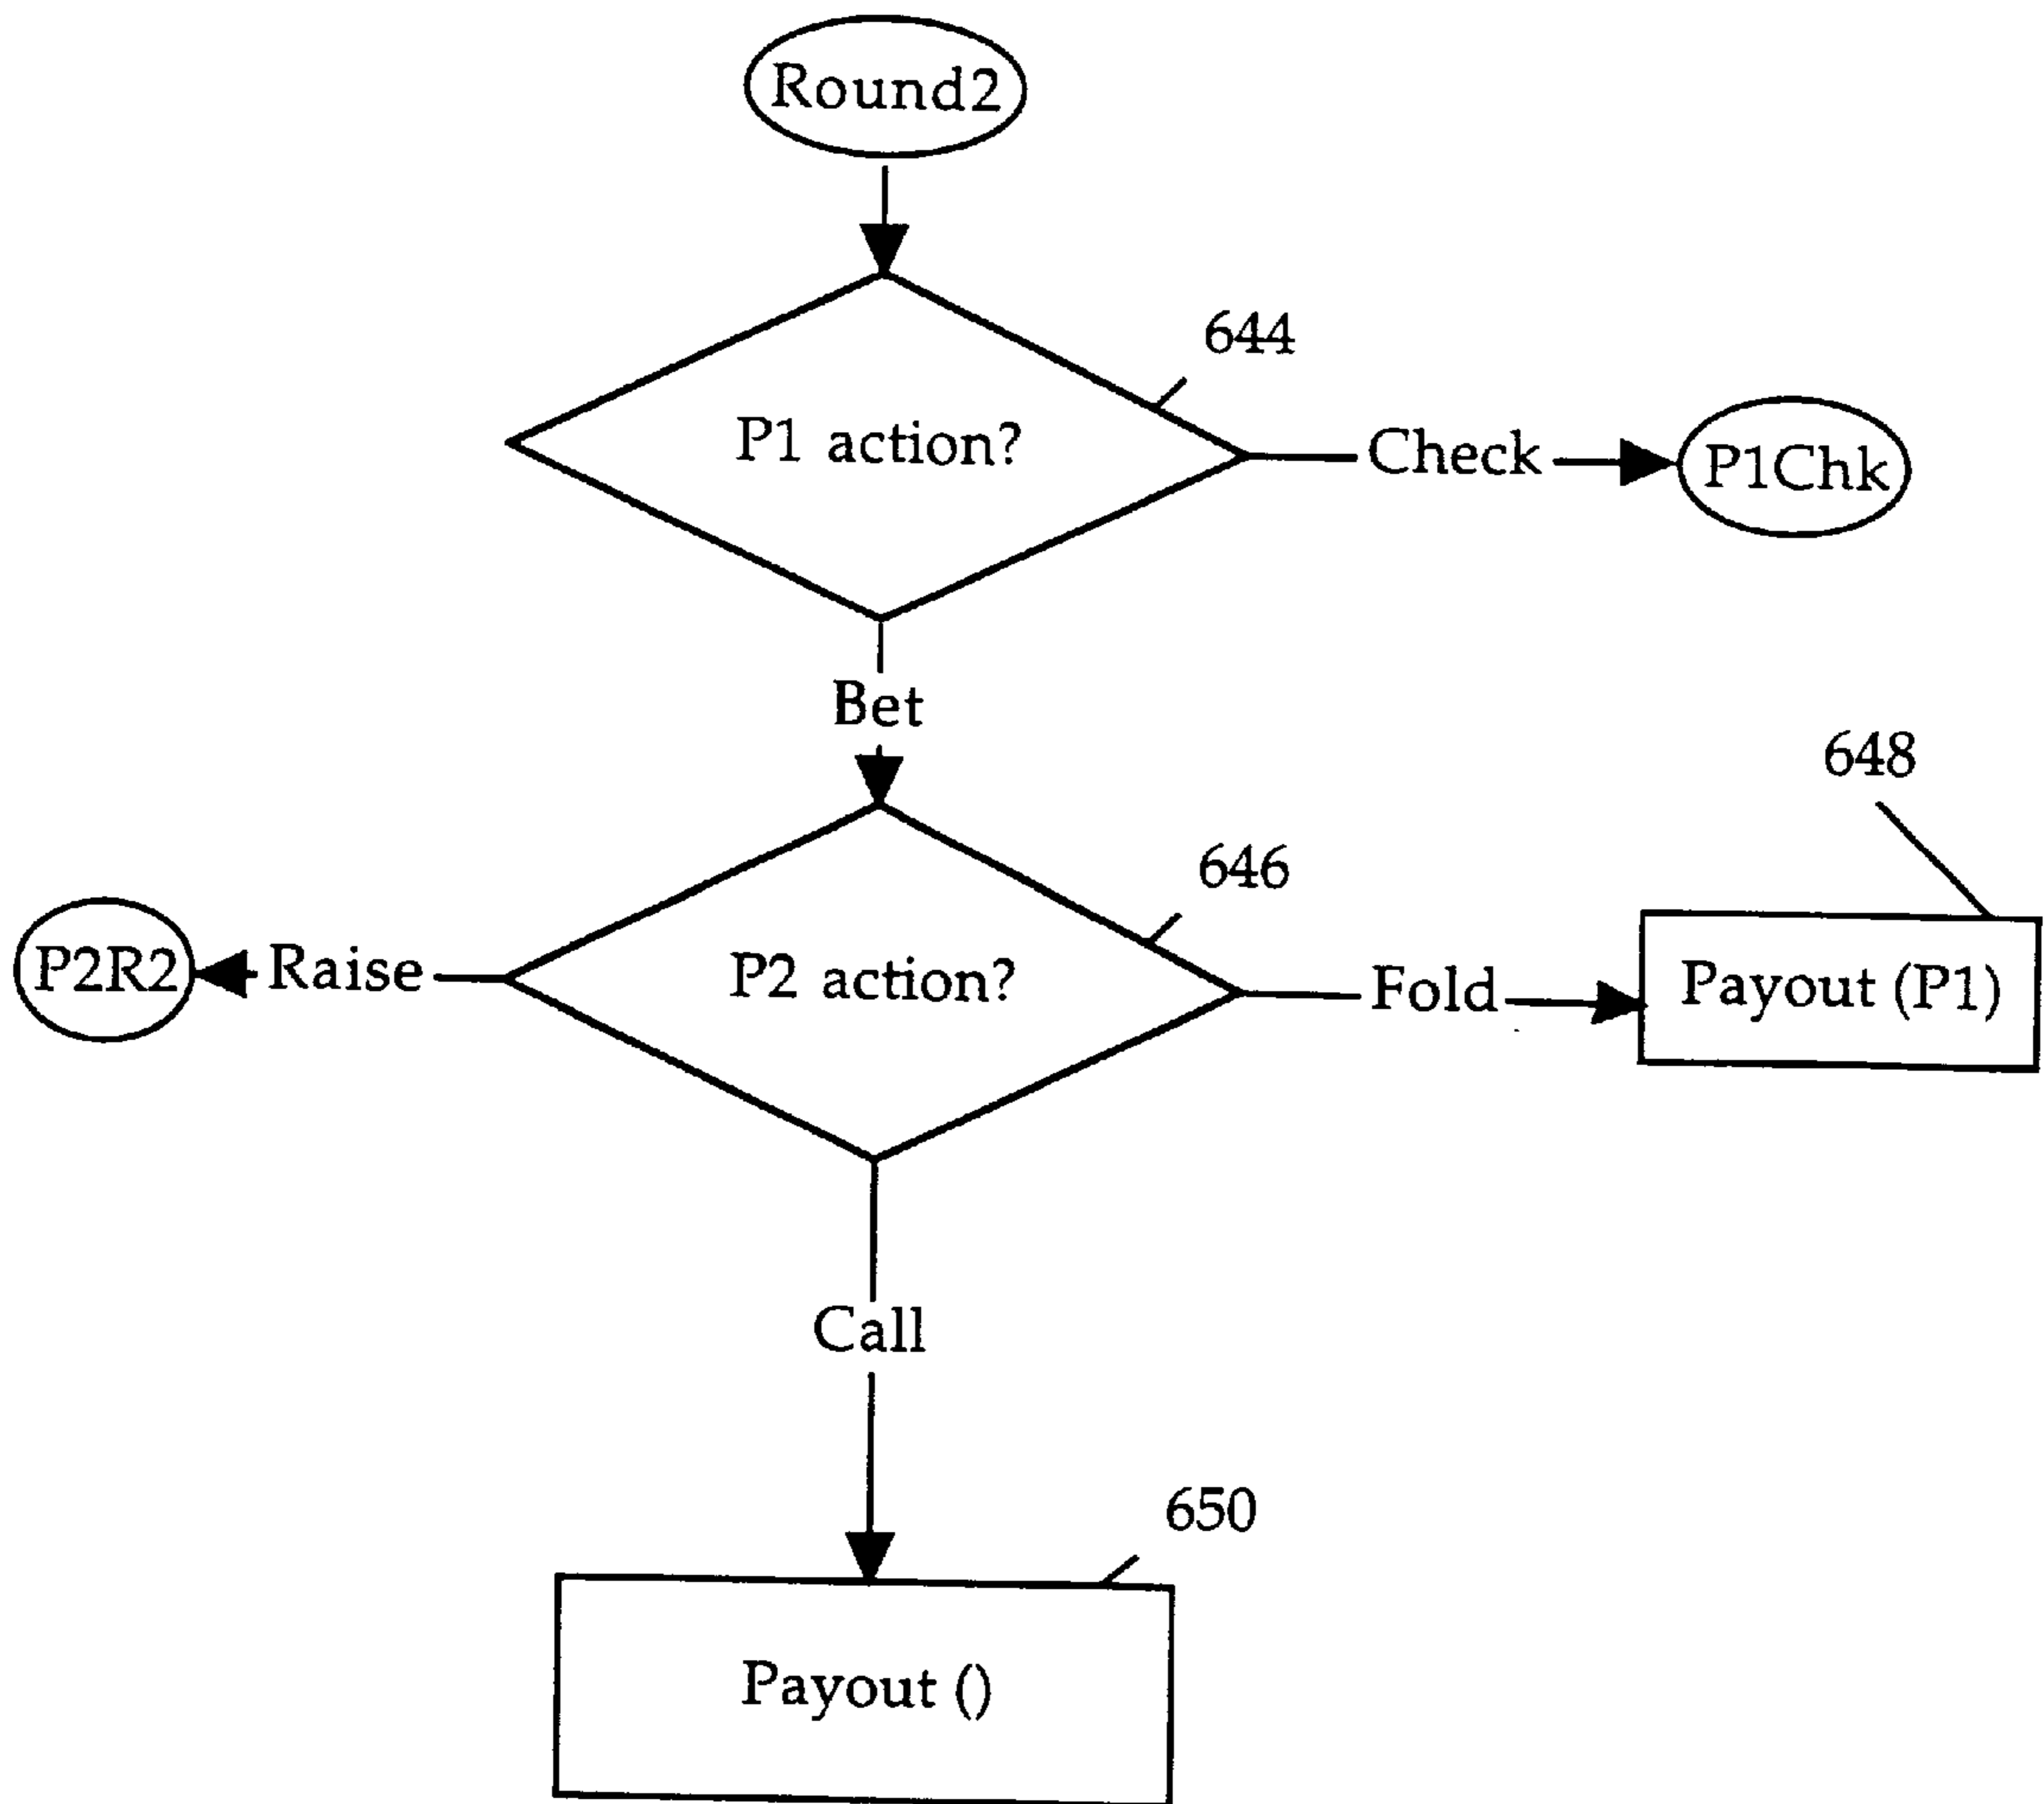 Round2
644
P1 action?
Check
P1Chk
Bet
648
646
P2R2
Raise
P2 action?
Fold
Payout (P1)
Call
650
Payout ()